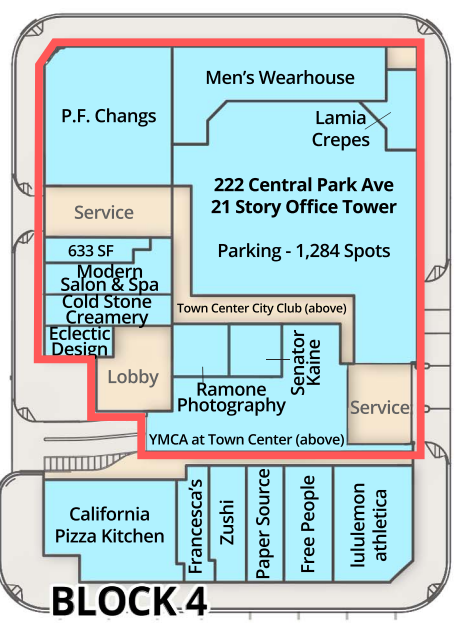 Men's Wearhouse
P.F. Changs
Lamia
Crepes
222 Central Park Ave
21 Story Office Tower
Service
633 SF
Parking - 1,284 Spots
Modern
Salon & Spa
Cold Stone
Creamery
Town Center City Club (above)
Eclectic
Design
Lobby
Senator
Kaine
Ramone
Photography
Service
YMCA at Town Center (above)
California
Pizza Kitchen
Francesca's
Zushi
Paper Source
Free People
lululemon
athletica
BLOCK 4